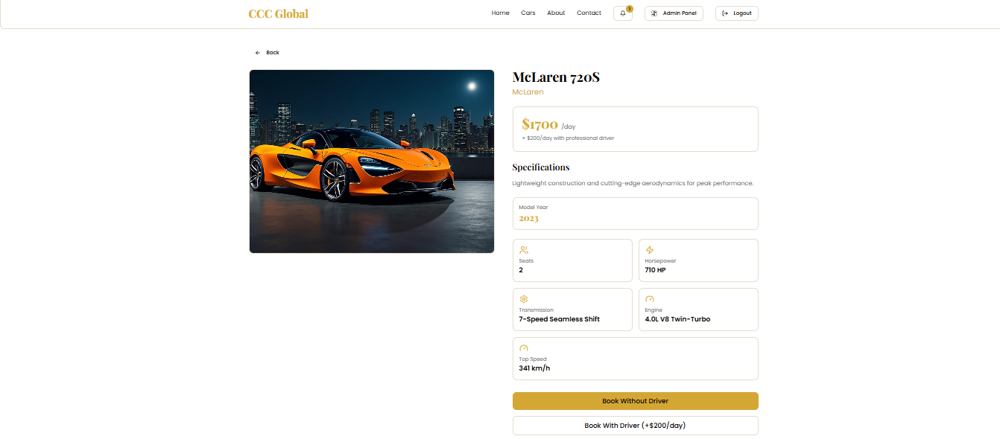 CCC Global
Home
Cars
About
Contact
1
Admin Panel
Logout
Back
McLaren 720S
McLaren
$1700 /day
+ $200/day with professional driver
Specifications
Lightweight construction and cutting-edge aerodynamics for peak performance.
Model Year
2023
Seats
2
Horsepower
710 HP
Transmission
7-Speed Seamless Shift
Engine
4.0L V8 Twin-Turbo
Top Speed
341 km/h
Book Without Driver
Book With Driver (+$200/day)